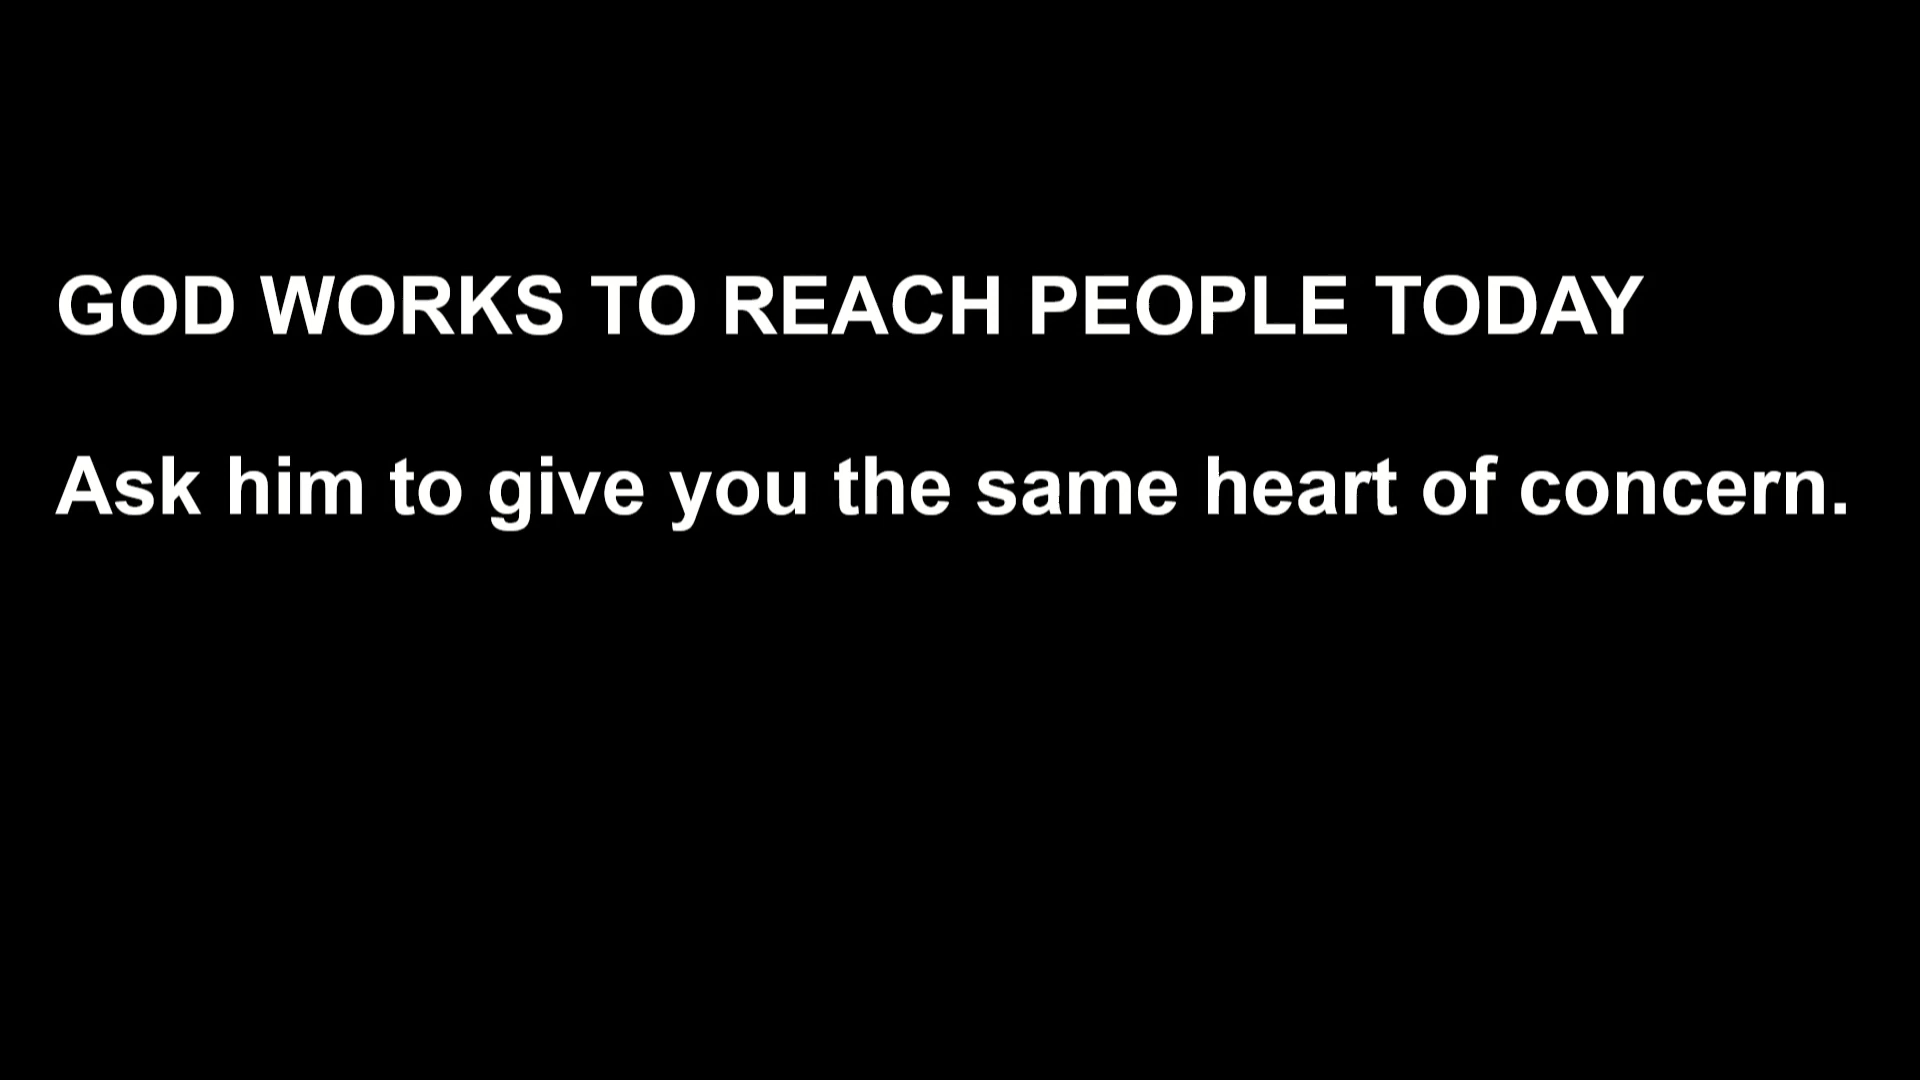 GOD WORKS TO REACH PEOPLE TODAY
Ask him to give you the same heart of concern.